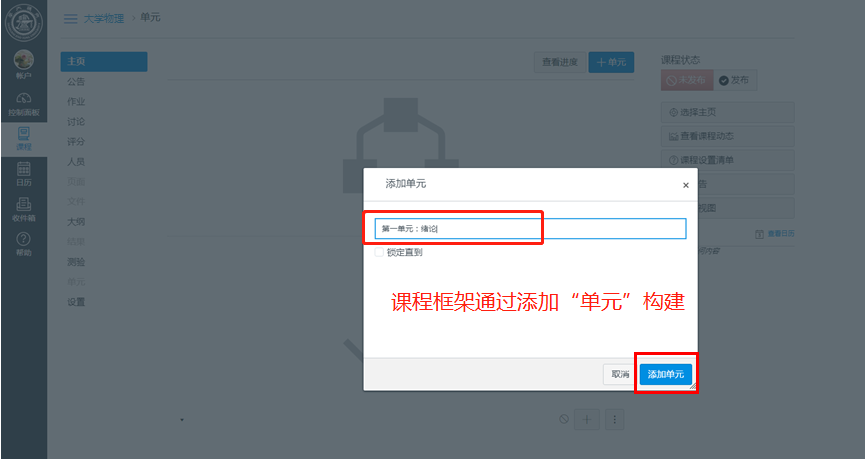 大学物理 › 单元
帐户
控制面板
课程
日历
收件箱
帮助
主页
公告
作业
讨论
评分
人员
页面
文件
大纲
结果
测验
单元
设置
查看进度
+ 单元
课程状态
未发布
发布
选择主页
查看课程动态
课程设置清单
告
视图
查看日历
添加单元
×
第一单元：绪论
锁定直到
课程框架通过添加“单元”构建
取消
添加单元